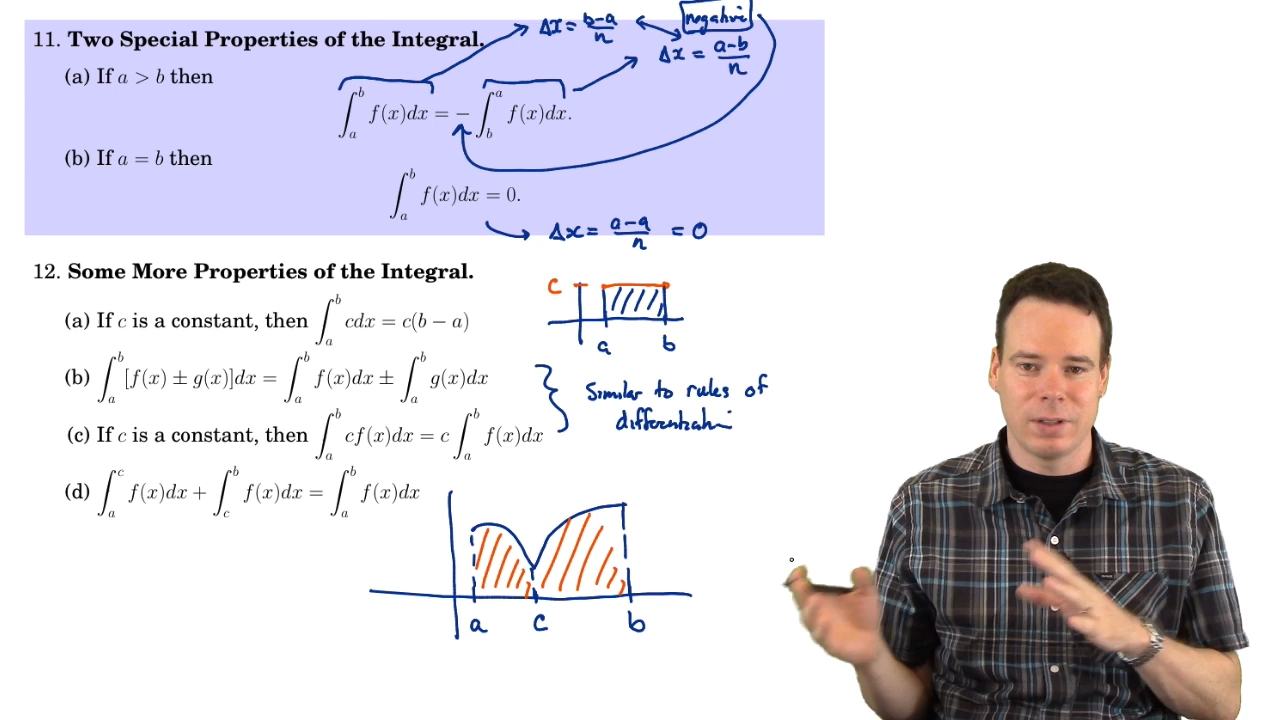 11. Two Special Properties of the Integral.
Δx = b-a/n
negative
Δx = a-b/n
(a) If a > b then
∫_a^b f(x)dx = − ∫_b^a f(x)dx.
(b) If a = b then
∫_a^b f(x)dx = 0.
Δx = a-a/n = 0
12. Some More Properties of the Integral.
c
a b
(a) If c is a constant, then ∫_a^b cdx = c(b − a)
(b) ∫_a^b [f(x) ± g(x)]dx = ∫_a^b f(x)dx ± ∫_a^b g(x)dx
Similar to rules of
differentiation
(c) If c is a constant, then ∫_a^b cf(x)dx = c ∫_a^b f(x)dx
(d) ∫_a^c f(x)dx + ∫_c^b f(x)dx = ∫_a^b f(x)dx
a c b